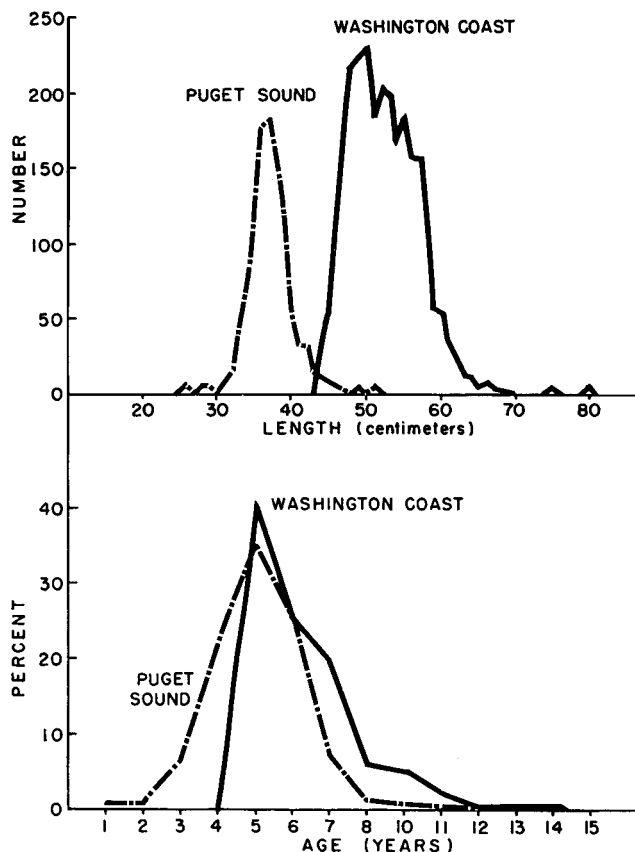 250
200
150
100
50
0
NUMBER
WASHINGTON
COAST
PUGET SOUND
20 30 40 50 60 70 80
LENGTH (centimeters)
40
30
20
10
0
PERCENT
WASHINGTON COAST
PUGET
SOUND
1 2 3 4 5 6 7 8 10 11 12 13 14 15
AGE (YEARS)